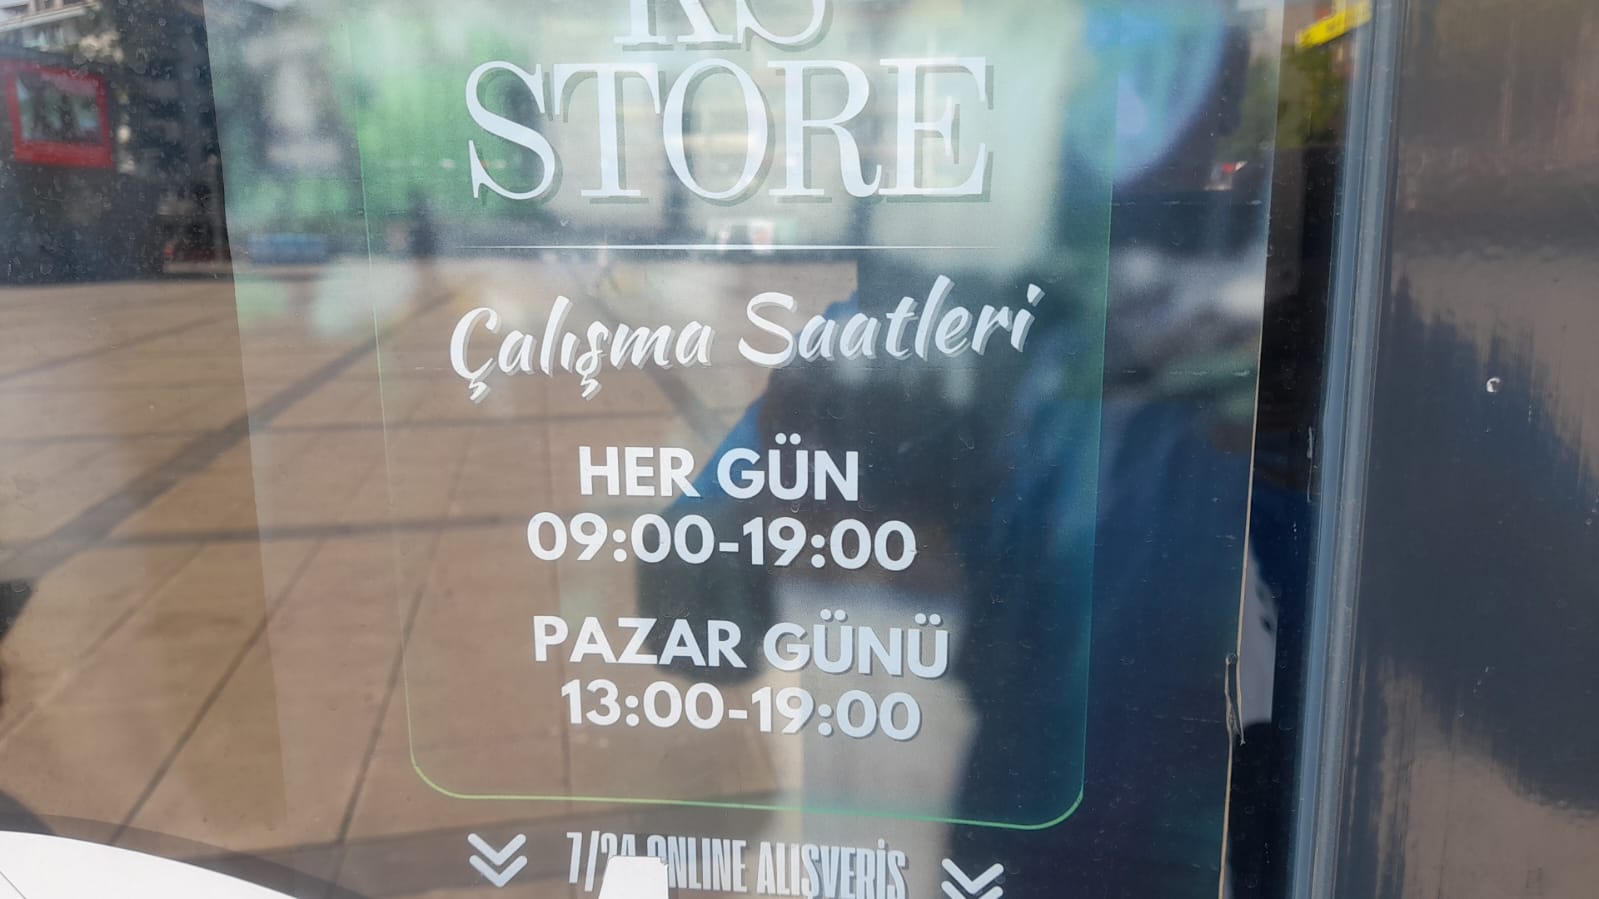 KS
STORE
Çalışma Saatleri
HER GÜN
09:00-19:00
PAZAR GÜNÜ
13:00-19:00
7/24 ONLINE ALIŞVERİŞ